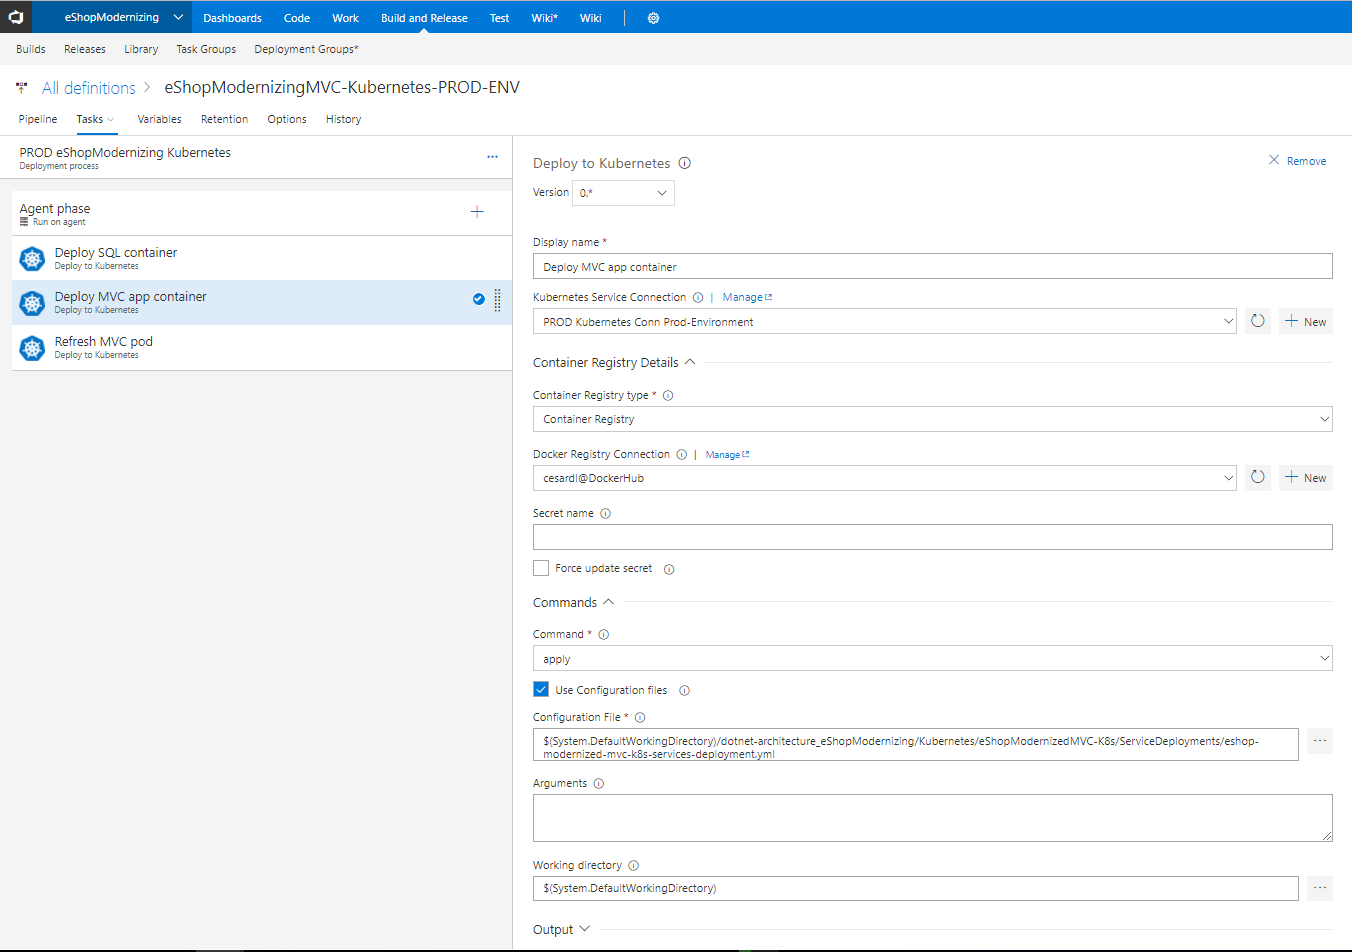 eShopModernizing
Dashboards Code Work Build and Release Test Wiki* Wiki
Builds Releases Library Task Groups Deployment Groups*
All definitions > eShopModernizingMVC-Kubernetes-PROD-ENV
Pipeline Tasks Variables Retention Options History
PROD eShopModernizing Kubernetes
Deployment process
...
Agent phase
Run on agent
+
Deploy SQL container
Deploy to Kubernetes
Deploy MVC app container
Deploy to Kubernetes
Refresh MVC pod
Deploy to Kubernetes
Deploy to Kubernetes
Remove
Version 0.*
Display name *
Deploy MVC app container
Kubernetes Service Connection | Manage
PROD Kubernetes Conn Prod-Environment
+ New
Container Registry Details
Container Registry type *
Container Registry
Docker Registry Connection | Manage
cesardl@DockerHub
+ New
Secret name
Force update secret
Commands
Command *
apply
Use Configuration files
Configuration File *
$(System.DefaultWorkingDirectory)/dotnet-architecture_eShopModernizing/Kubernetes/eShopModernizedMVC-K8s/ServiceDeployments/eshop-
modernized-mvc-k8s-services-deployment.yml
...
Arguments
Working directory
$(System.DefaultWorkingDirectory)
...
Output